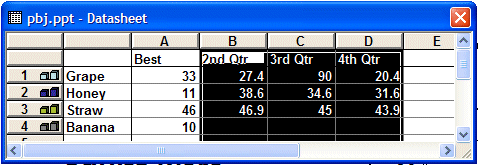 pbj.ppt - Datasheet
A B C D E
Best 2nd Qtr 3rd Qtr 4th Qtr
1 Grape 33 27.4 90 20.4
2 Honey 11 38.6 34.6 31.6
3 Straw 46 46.9 45 43.9
4 Banana 10